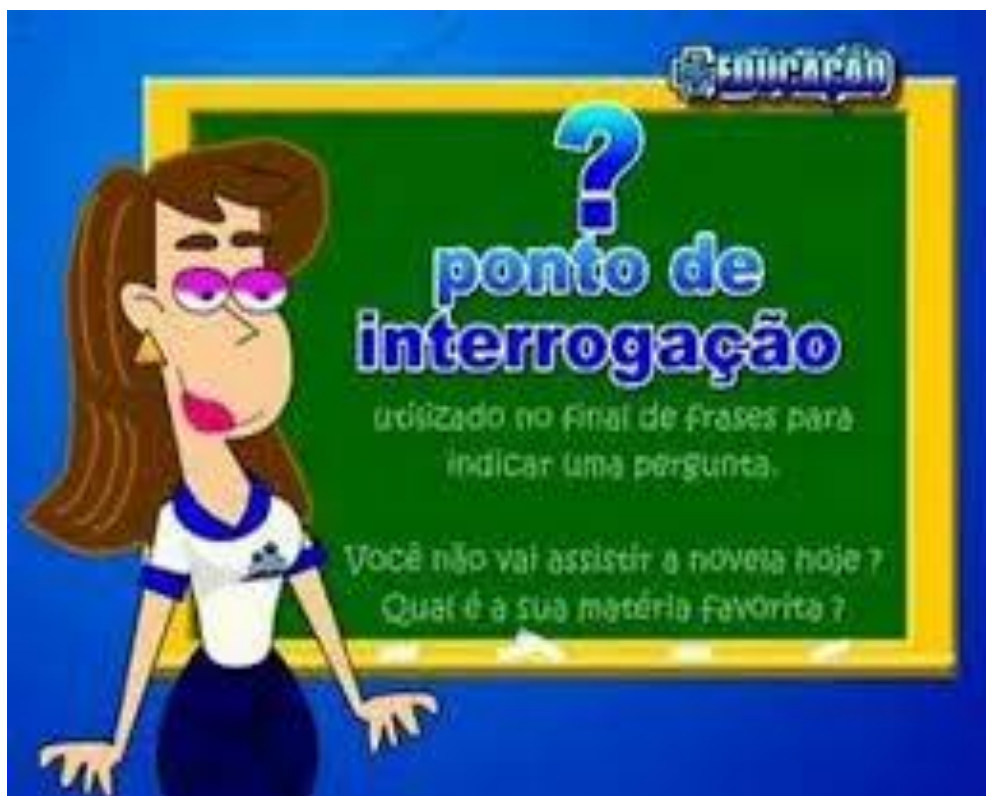 +EDUCAÇÃO
?
ponto de
interrogação
utilizado no final de frases para
indicar uma pergunta.
Você não vai assistir a novela hoje ?
Qual é a sua matéria favorita ?